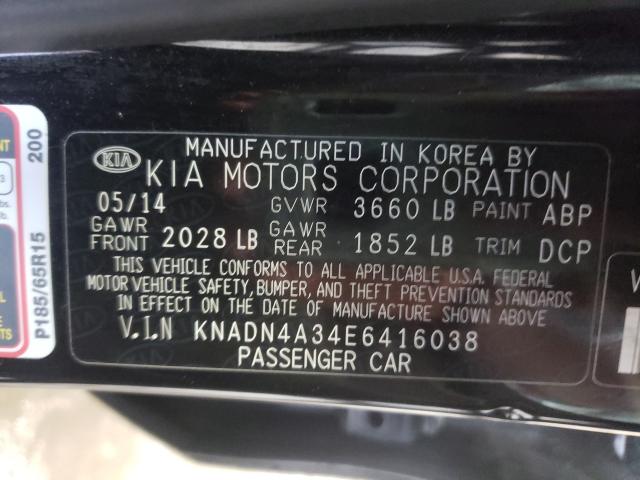 KIA
MANUFACTURED IN KOREA BY
KIA MOTORS CORPORATION
05/14 GVWR 3660 LB PAINT ABP
GAWR FRONT 2028 LB GAWR REAR 1852 LB TRIM DCP
THIS VEHICLE CONFORMS TO ALL APPLICABLE U.S.A. FEDERAL
MOTOR VEHICLE SAFETY, BUMPER, AND THEFT PREVENTION STANDARDS
IN EFFECT ON THE DATE OF MANUFACTURE SHOWN ABOVE
V.I.N KNADN4A34E6416038
PASSENGER CAR
P185/65R15 200